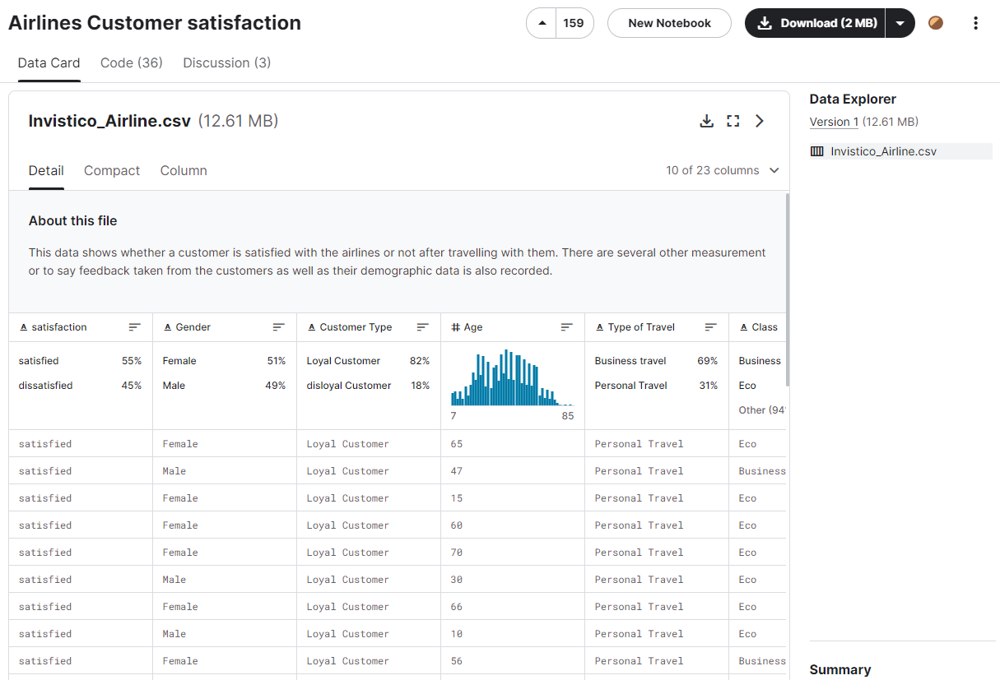 Airlines Customer satisfaction
159
New Notebook
Download (2 MB)
Data Card Code (36) Discussion (3)
Invistico_Airline.csv (12.61 MB)
Detail Compact Column
10 of 23 columns
About this file
This data shows whether a customer is satisfied with the airlines or not after travelling with them. There are several other measurement
or to say feedback taken from the customers as well as their demographic data is also recorded.
A satisfaction A Gender A Customer Type # Age A Type of Travel A Class
satisfied 55% Female 51% Loyal Customer 82% Business travel 69% Business
dissatisfied 45% Male 49% disloyal Customer 18% Personal Travel 31% Eco
Other (94
7 85
satisfied Female Loyal Customer 65 Personal Travel Eco
satisfied Male Loyal Customer 47 Personal Travel Business
satisfied Female Loyal Customer 15 Personal Travel Eco
satisfied Female Loyal Customer 60 Personal Travel Eco
satisfied Female Loyal Customer 70 Personal Travel Eco
satisfied Male Loyal Customer 30 Personal Travel Eco
satisfied Female Loyal Customer 66 Personal Travel Eco
satisfied Male Loyal Customer 10 Personal Travel Eco
satisfied Female Loyal Customer 56 Personal Travel Business
Data Explorer
Version 1 (12.61 MB)
Invistico_Airline.csv
Summary